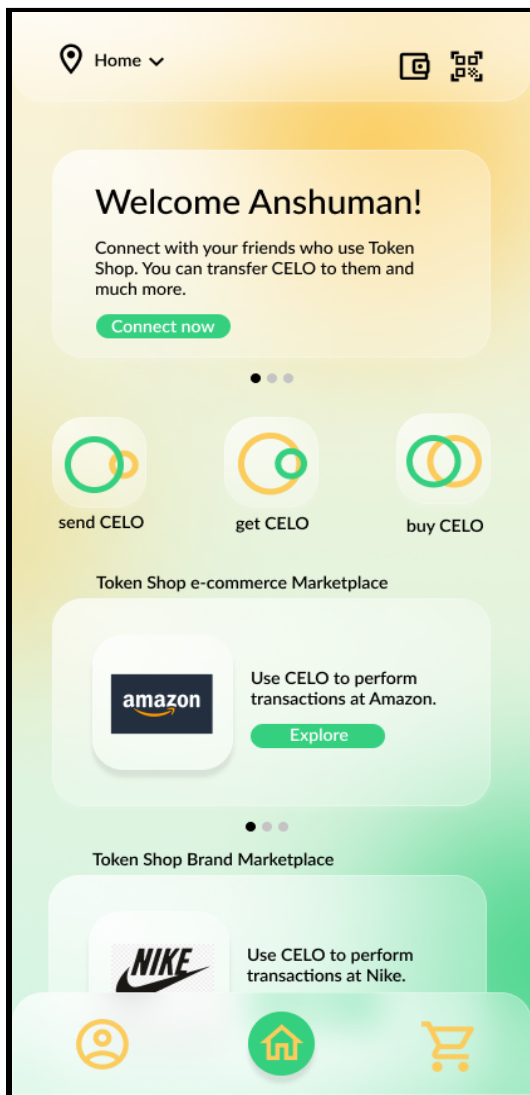 Home
Welcome Anshuman!
Connect with your friends who use Token
Shop. You can transfer CELO to them and
much more.
Connect now
send CELO
get CELO
buy CELO
Token Shop e-commerce Marketplace
amazon
Use CELO to perform
transactions at Amazon.
Explore
Token Shop Brand Marketplace
NIKE
Use CELO to perform
transactions at Nike.